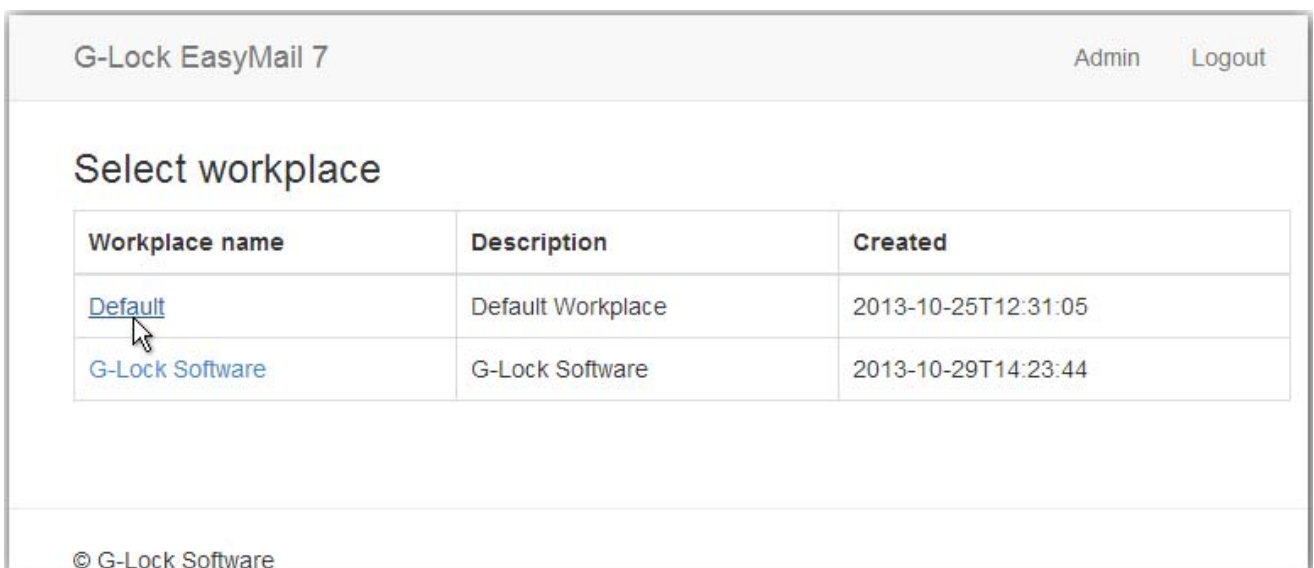 G-Lock EasyMail 7 Admin Logout
Select workplace
Workplace name Description Created
Default Default Workplace 2013-10-25T12:31:05
G-Lock Software G-Lock Software 2013-10-29T14:23:44
© G-Lock Software